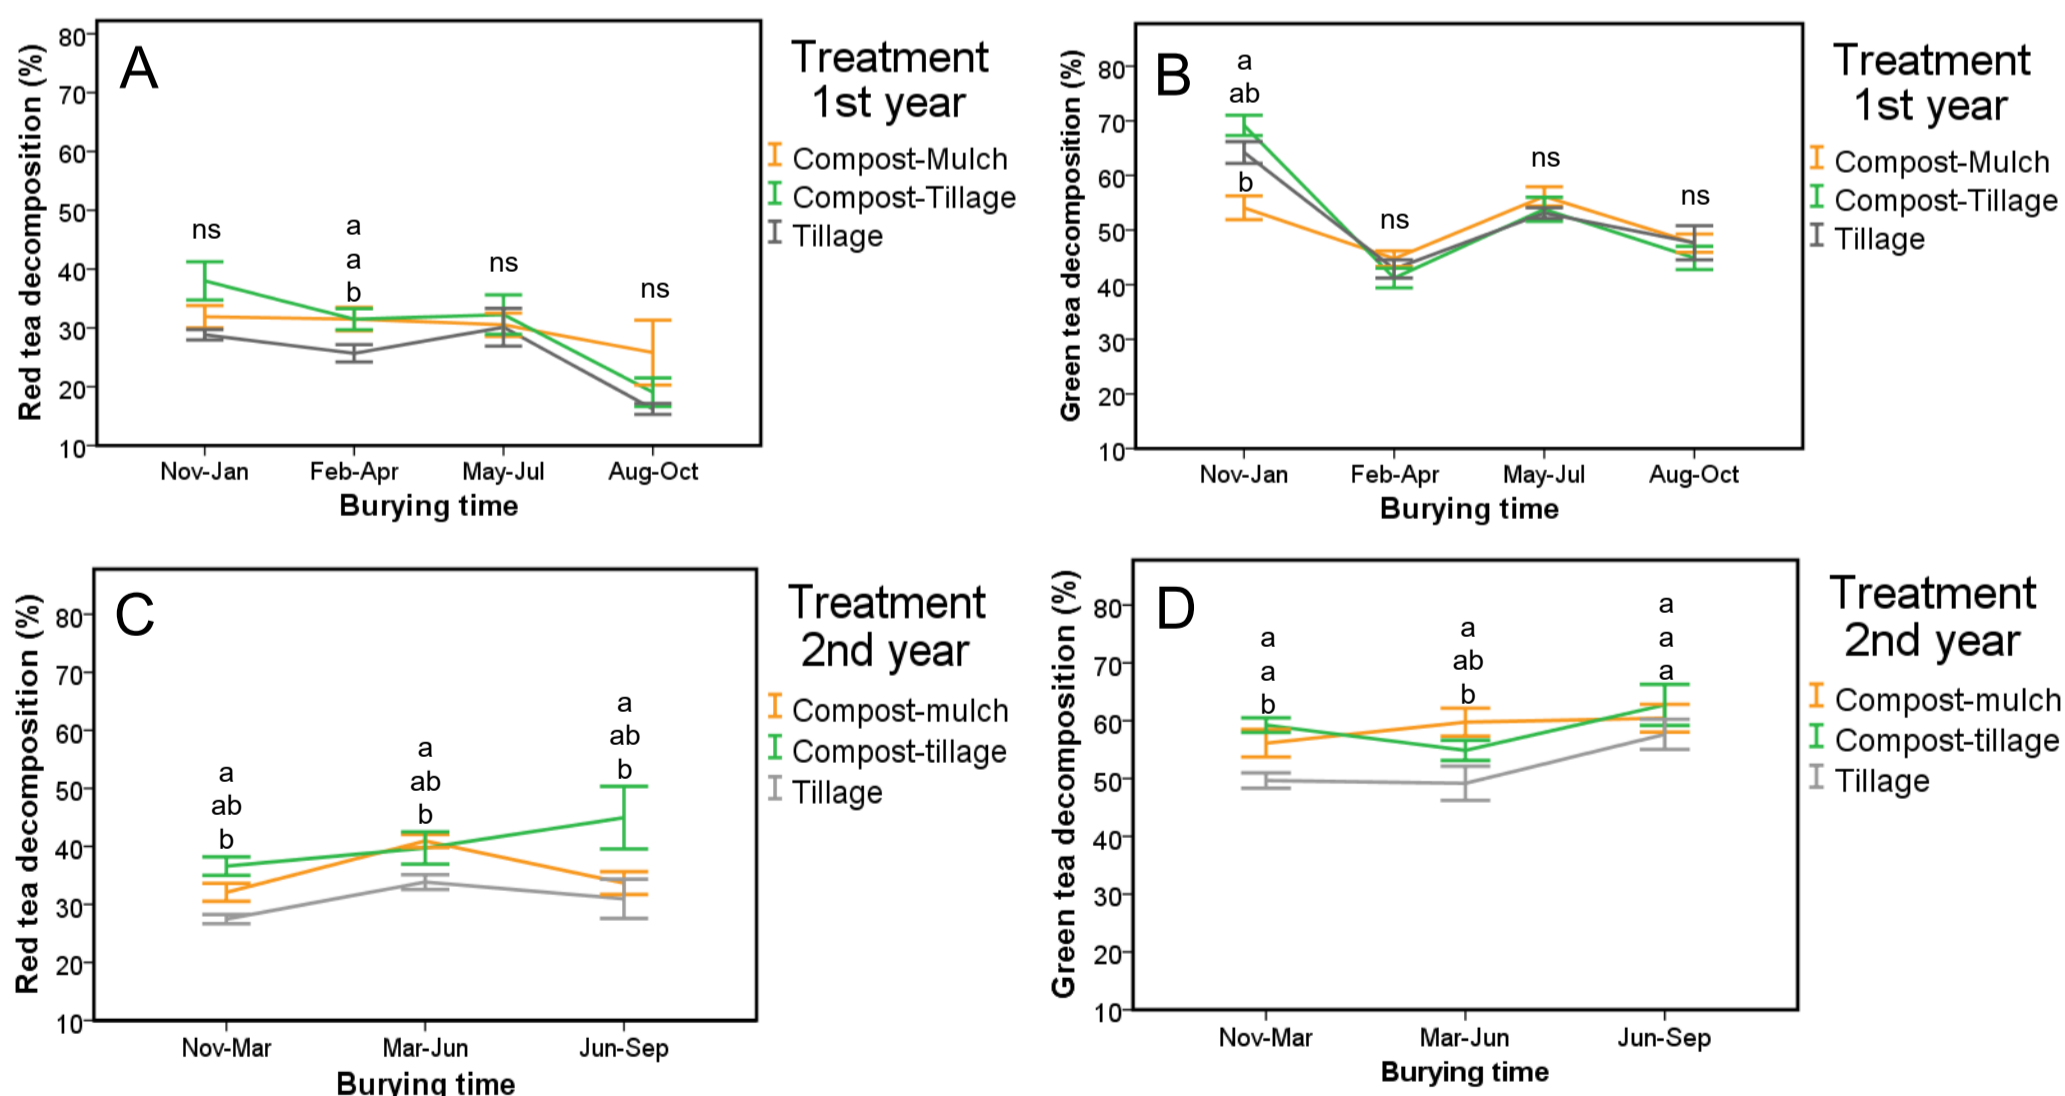 A
Red tea decomposition (%)
80
70
60
50
40
30
20
10
ns
a
a
b
ns
ns
Nov-Jan
Feb-Apr
May-Jul
Aug-Oct
Burying time
Treatment
1st year
Compost-Mulch
Compost-Tillage
Tillage
B
Green tea decomposition (%)
80
70
60
50
40
30
20
10
a
ab
b
ns
ns
ns
Nov-Jan
Feb-Apr
May-Jul
Aug-Oct
Burying time
Treatment
1st year
Compost-Mulch
Compost-Tillage
Tillage
C
Red tea decomposition (%)
80
70
60
50
40
30
20
10
a
ab
b
a
ab
b
a
ab
b
Nov-Mar
Mar-Jun
Jun-Sep
Burying time
Treatment
2nd year
Compost-mulch
Compost-tillage
Tillage
D
Green tea decomposition (%)
80
70
60
50
40
30
20
10
a
a
b
a
ab
b
a
a
a
Nov-Mar
Mar-Jun
Jun-Sep
Burying time
Treatment
2nd year
Compost-mulch
Compost-tillage
Tillage